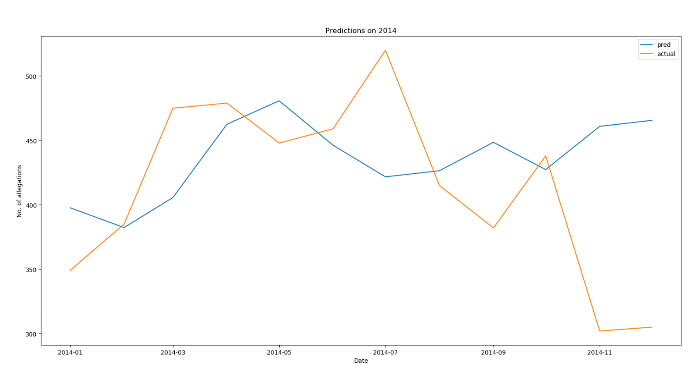 Predictions on 2014
pred
actual
No. of allegations
500
450
400
350
300
2014-01 2014-03 2014-05 2014-07 2014-09 2014-11
Date